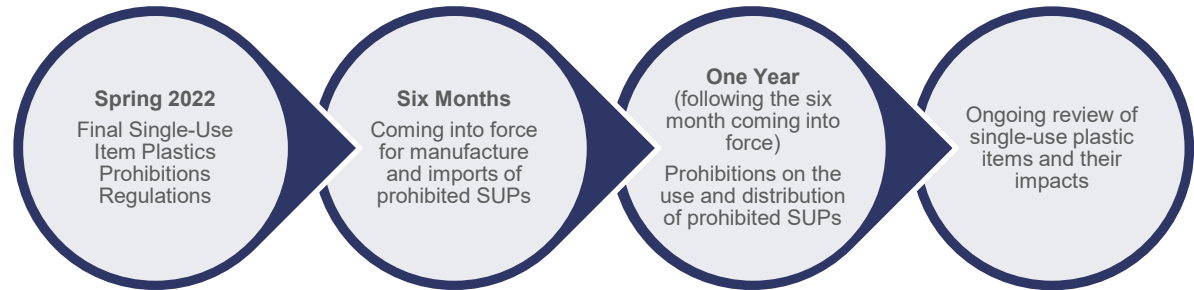 Spring 2022
Final Single-Use
Item Plastics
Prohibitions
Regulations
Six Months
Coming into force
for manufacture
and imports of
prohibited SUPs
One Year
(following the six
month coming into
force)
Prohibitions on the
use and distribution
of prohibited SUPs
Ongoing review of
single-use plastic
items and their
impacts